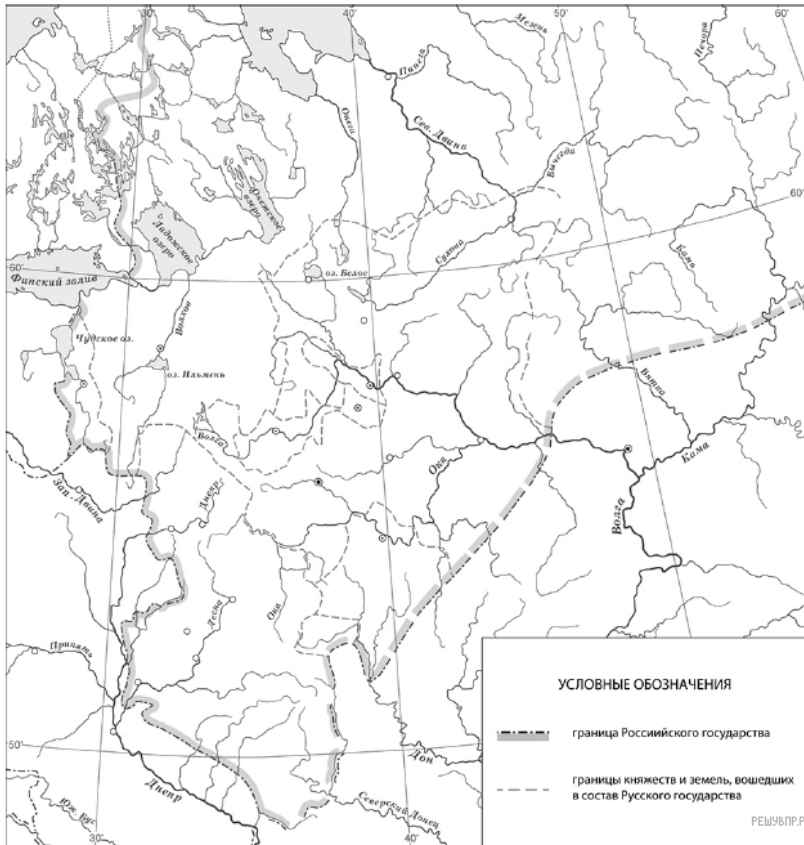 30°
40°
50°
60°
Мезень
Печора
Пинега
Онега
Сев. Двина
Вычегда
Онежское
озеро
Ладожское
озеро
60°
Сухона
Кама
оз. Белое
60°
Финский залив
Волхов
Чудское оз.
оз. Ильмень
Вятка
Волга
Ока
Кама
Зап. Двина
Днепр
Волга
Десна
Ока
Припять
УСЛОВНЫЕ ОБОЗНАЧЕНИЯ
граница Россиийского государства
50°
Дон
Днепр
границы княжеств и земель, вошедших
в состав Русского государства
Северский Донец
Юж. Буг
30°
40°
РЕШУВПР.Р